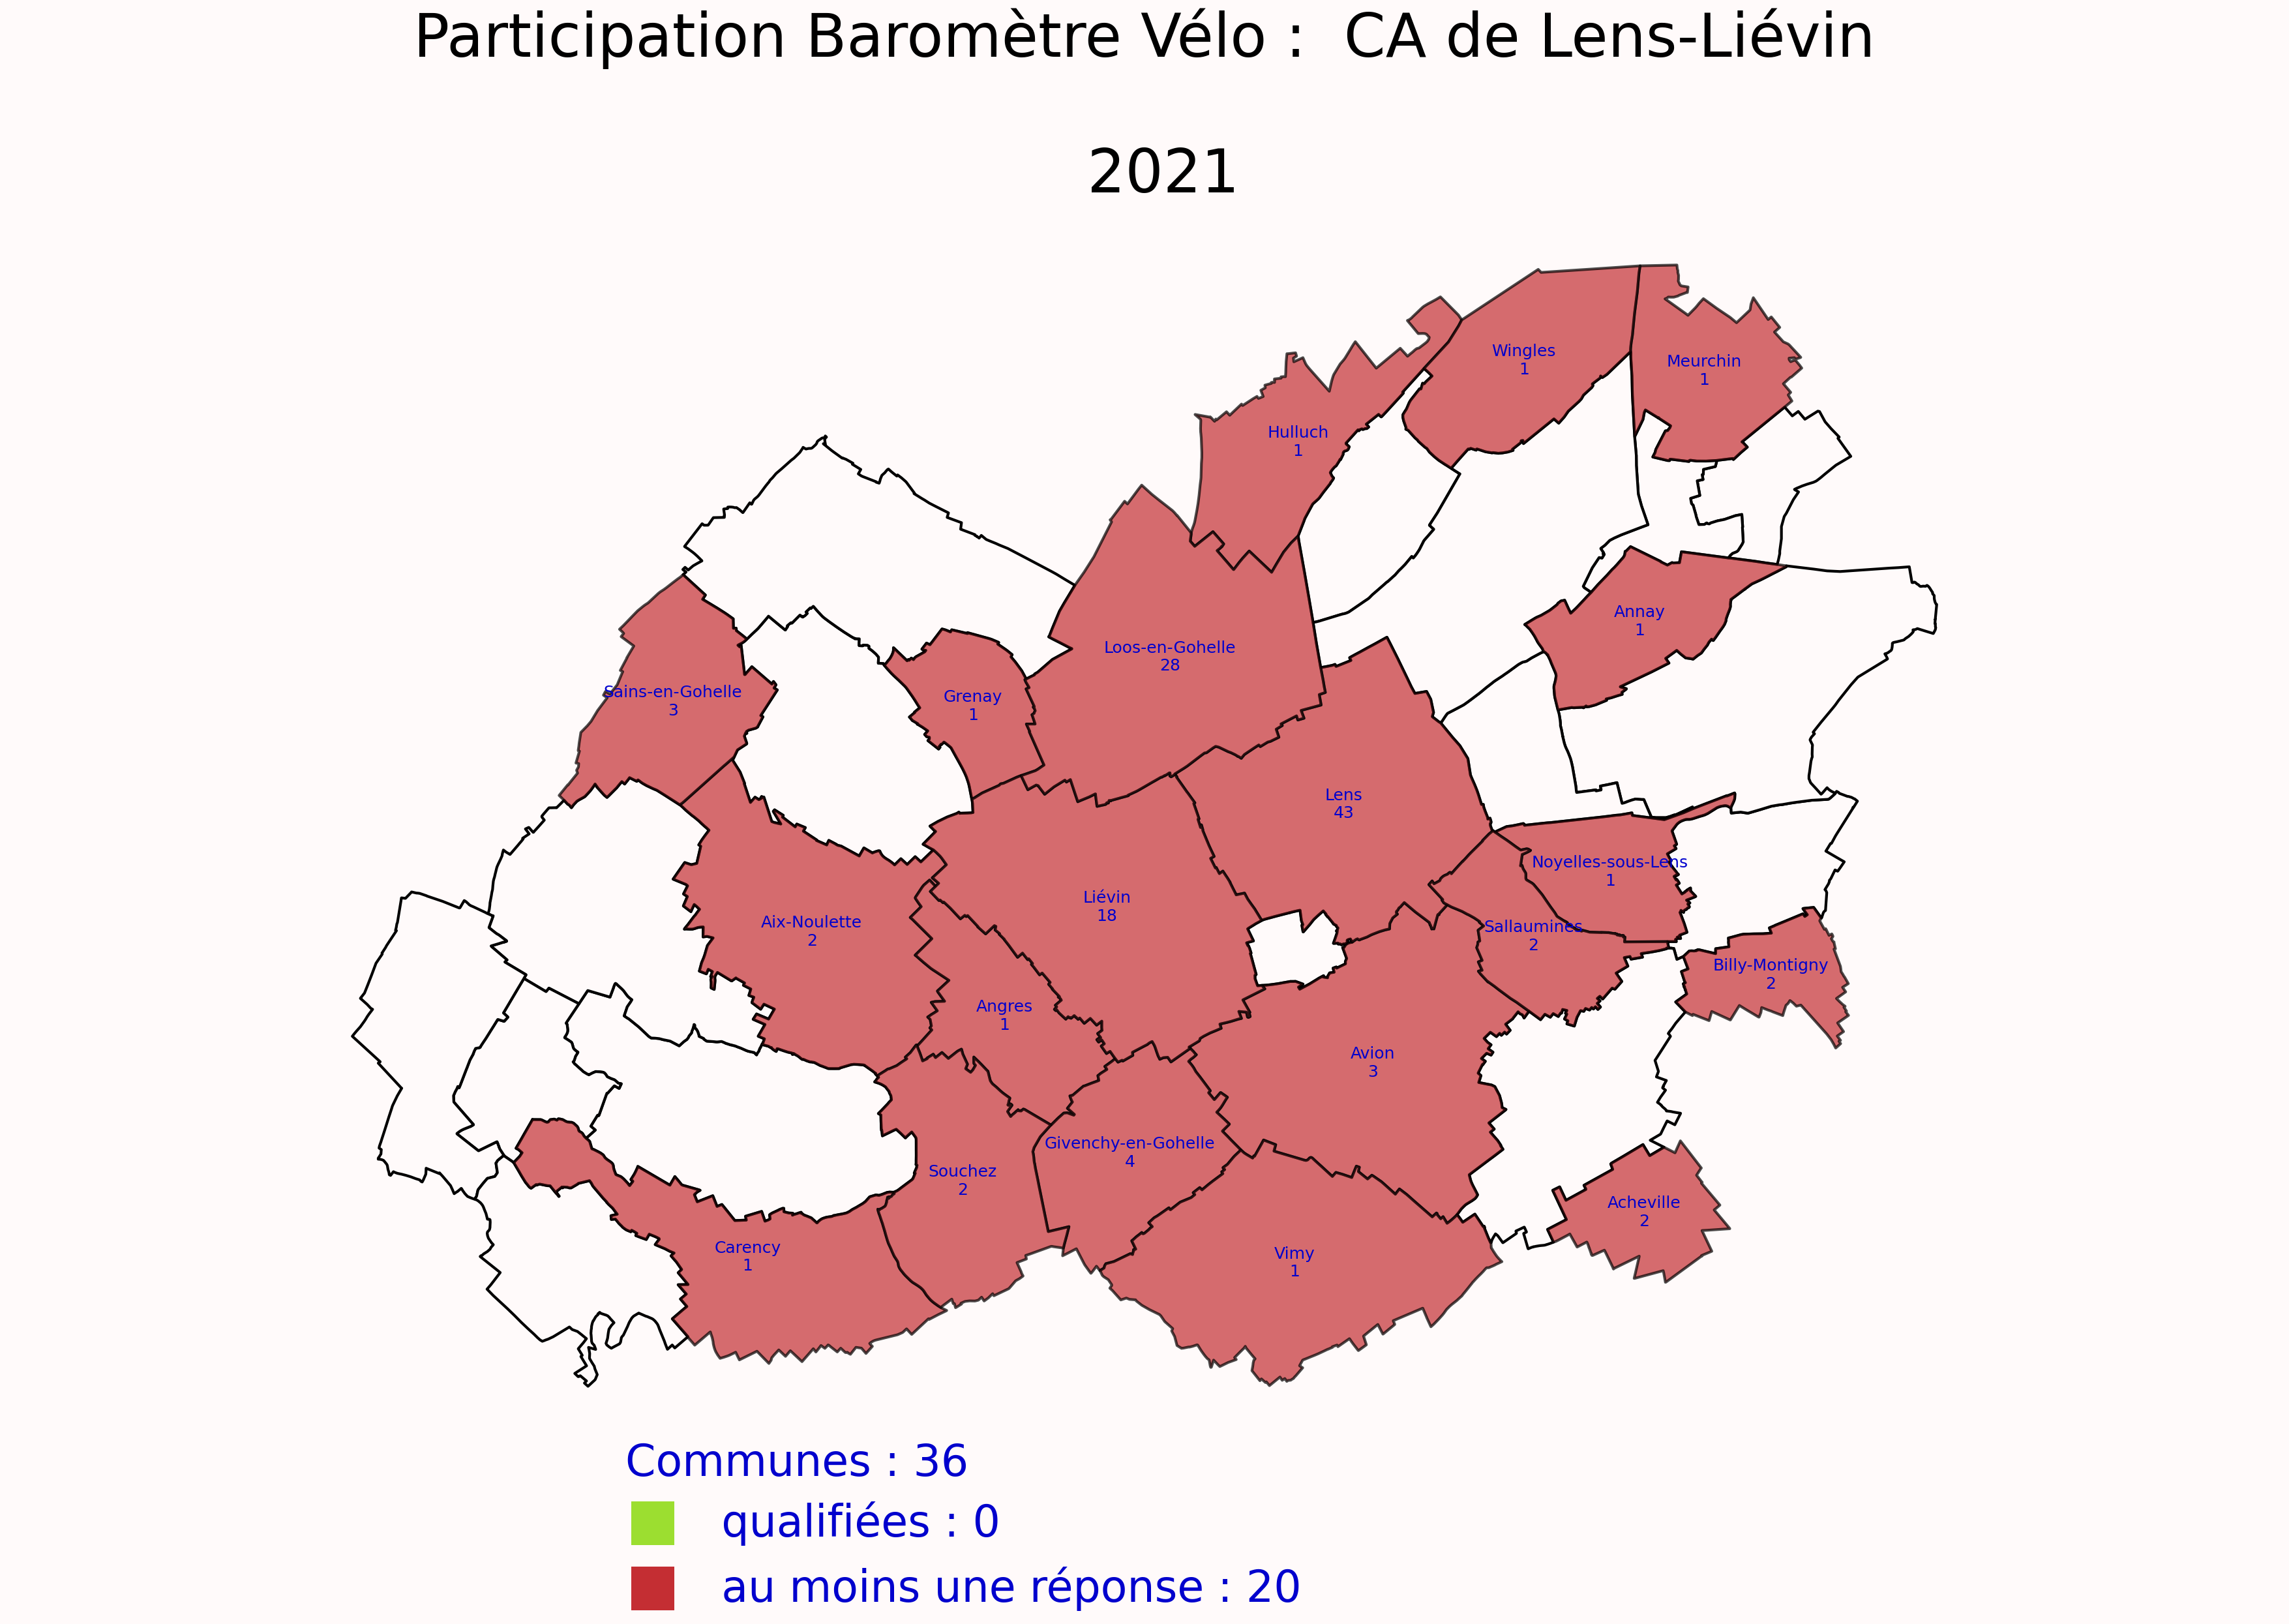 Participation Baromètre Vélo :  CA de Lens-Liévin
2021
Wingles
1
Meurchin
1
Hulluch
1
Annay
1
Loos-en-Gohelle
28
Sains-en-Gohelle
3
Grenay
1
Lens
43
Noyelles-sous-Lens
1
Liévin
18
Aix-Noulette
2
Sallaumines
2
Billy-Montigny
2
Angres
1
Avion
3
Givenchy-en-Gohelle
4
Souchez
2
Acheville
2
Carency
1
Vimy
1
Communes : 36
qualifiées : 0
au moins une réponse : 20